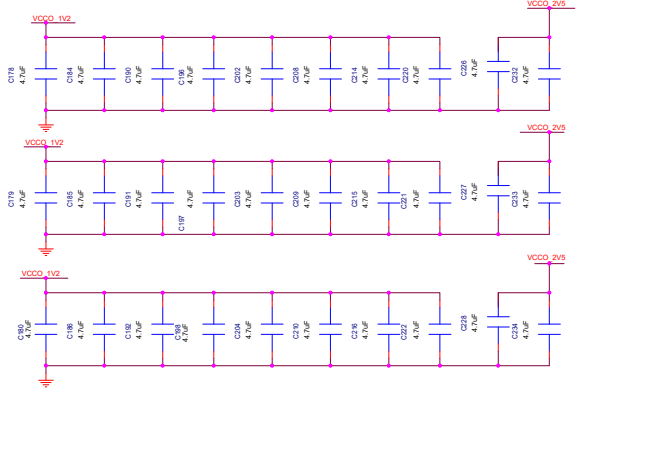 VCCO_1V2
VCCO_2V5
C178
4.7uF
C184
4.7uF
C190
4.7uF
C196
4.7uF
C202
4.7uF
C208
4.7uF
C214
4.7uF
C220
4.7uF
C226
4.7uF
C232
4.7uF
VCCO_1V2
VCCO_2V5
C179
4.7uF
C185
4.7uF
C191
4.7uF
C197
4.7uF
C203
4.7uF
C209
4.7uF
C215
4.7uF
C221
4.7uF
C227
4.7uF
C233
4.7uF
VCCO_1V2
VCCO_2V5
C180
4.7uF
C186
4.7uF
C192
4.7uF
C198
4.7uF
C204
4.7uF
C210
4.7uF
C216
4.7uF
C222
4.7uF
C228
4.7uF
C234
4.7uF